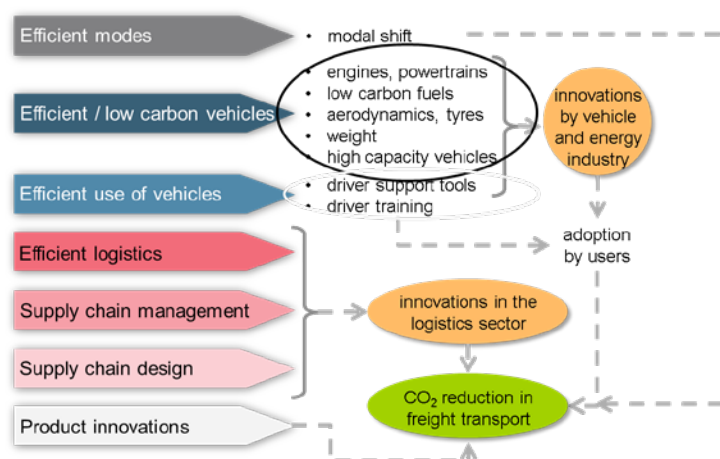 Efficient modes
• modal shift
Efficient / low carbon vehicles
• engines, powertrains
• low carbon fuels
• aerodynamics, tyres
• weight
• high capacity vehicles
innovations
by vehicle
and energy
industry
Efficient use of vehicles
• driver support tools
• driver training
adoption
by users
Efficient logistics
Supply chain management
Supply chain design
innovations in the
logistics sector
Product innovations
CO₂ reduction in
freight transport